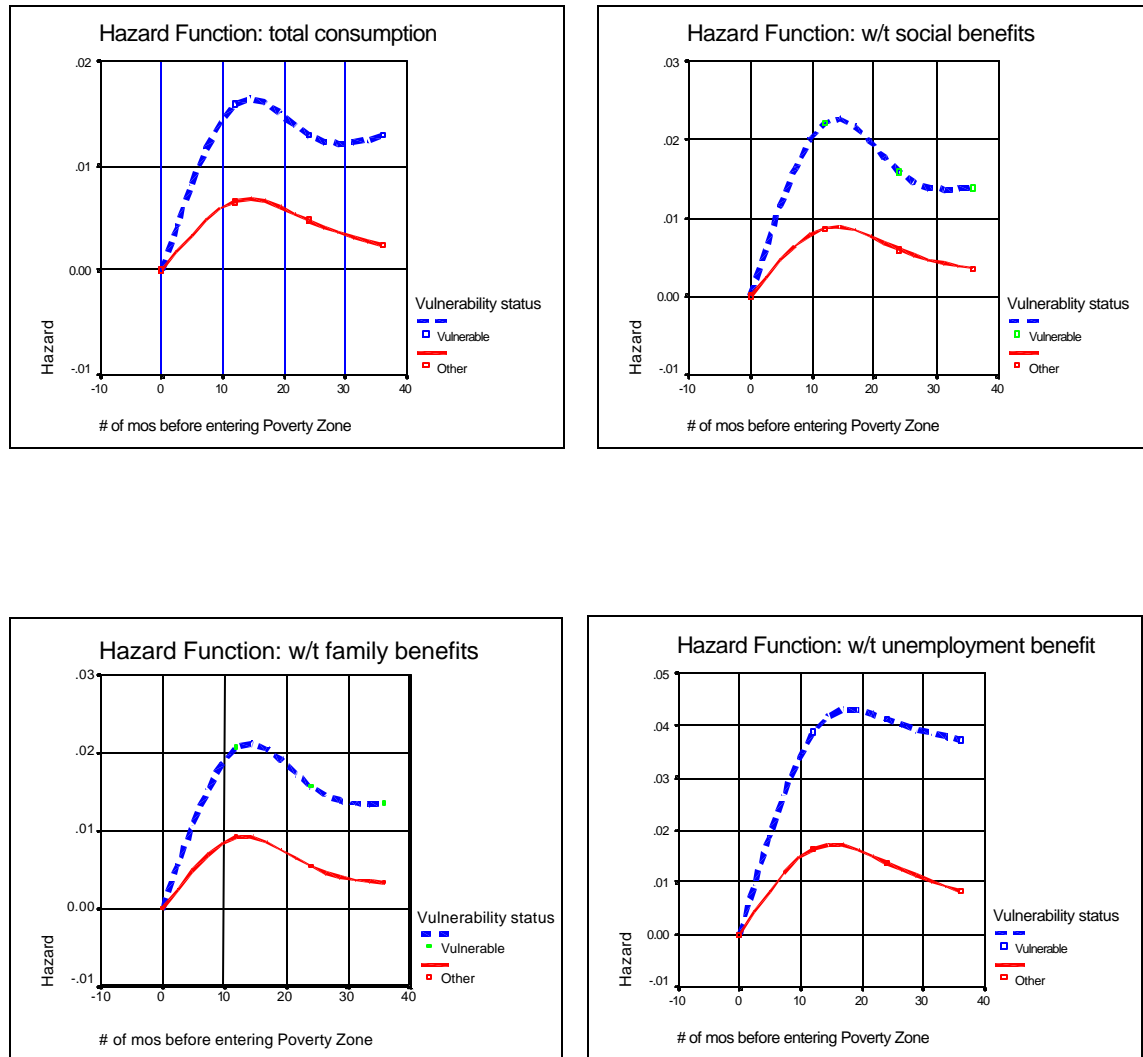 Hazard Function: total consumption
.02
.01
0.00
-.01
Hazard
-10 0 10 20 30 40
# of mos before entering Poverty Zone
Vulnerability status
Vulnerable
Other
Hazard Function: w/t social benefits
.03
.02
.01
0.00
-.01
Hazard
-10 0 10 20 30 40
# of mos before entering Poverty Zone
Vulnerablity status
Vulnerable
Other
Hazard Function: w/t family benefits
.03
.02
.01
0.00
-.01
Hazard
-10 0 10 20 30 40
# of mos before entering Poverty Zone
Vulnerability status
Vulnerable
Other
Hazard Function: w/t unemployment benefit
.05
.04
.03
.02
.01
0.00
-.01
Hazard
-10 0 10 20 30 40
# of mos before entering Poverty Zone
Vulnerability status
Vulnerable
Other